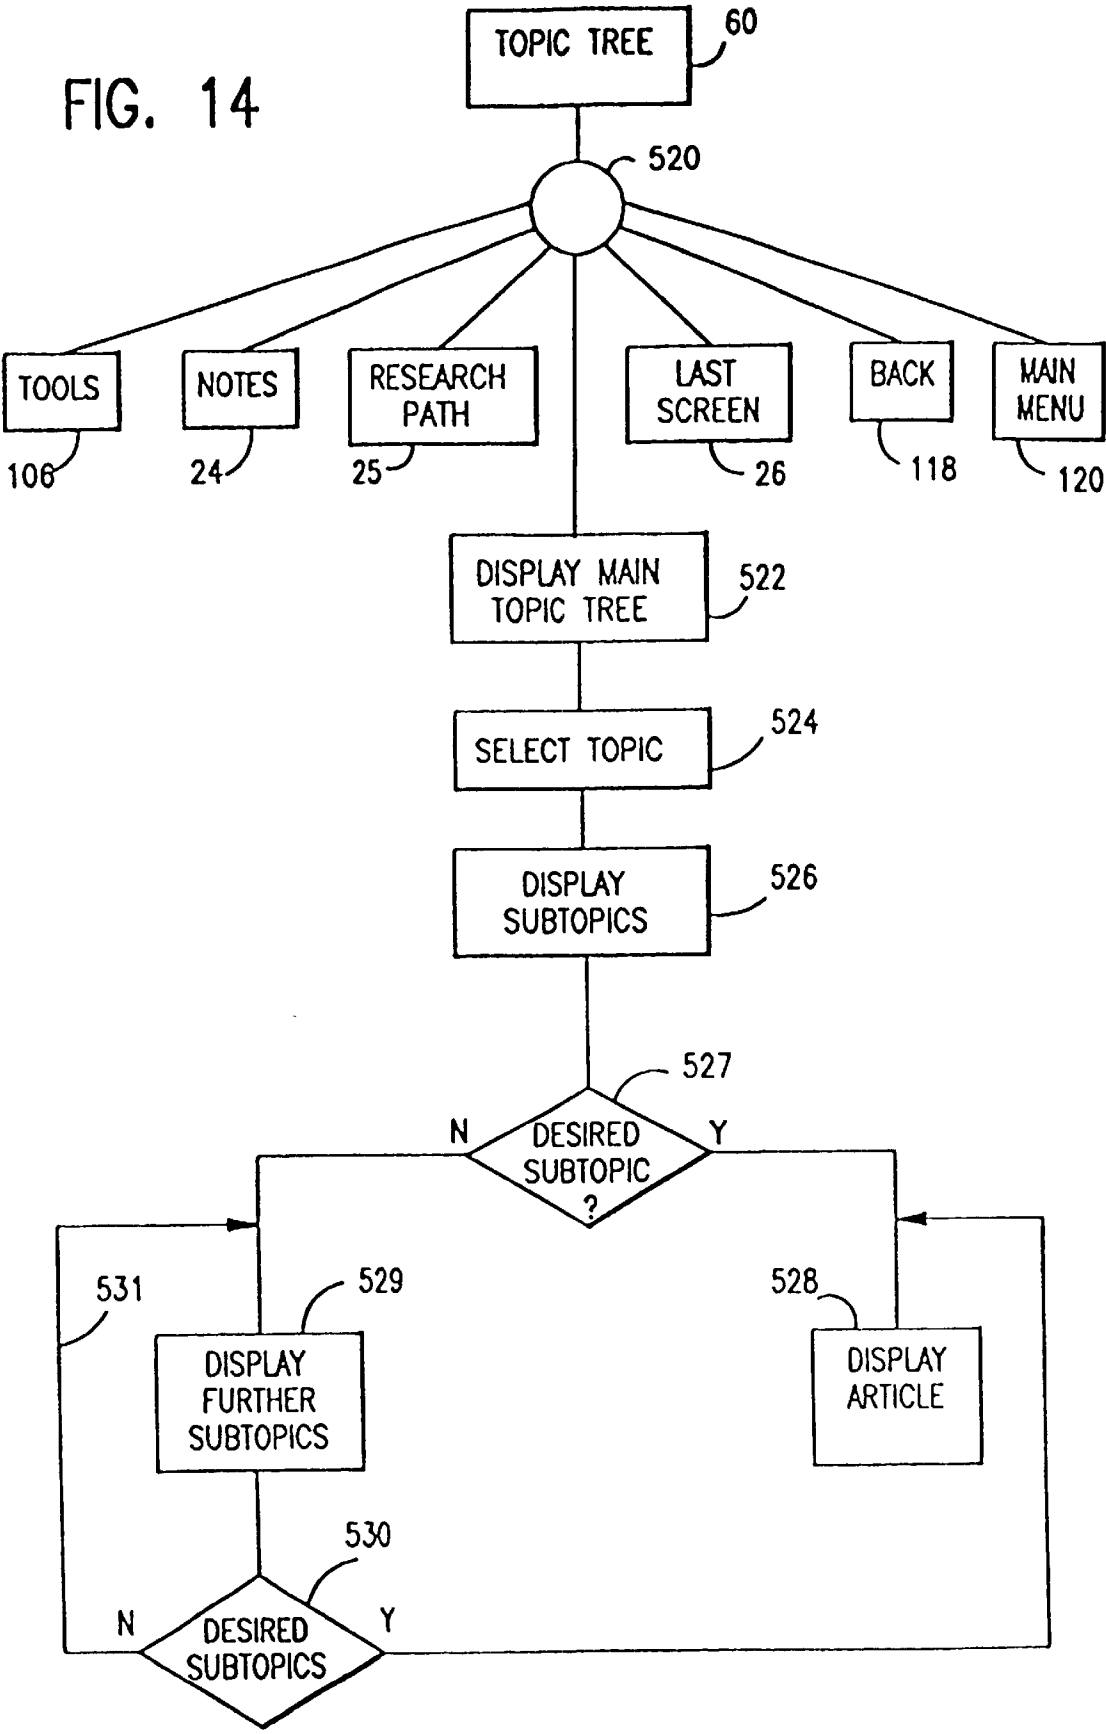 TOPIC TREE
60
FIG. 14
520
TOOLS
NOTES
RESEARCH
PATH
LAST
SCREEN
BACK
MAIN
MENU
106
24
25
26
118
120
DISPLAY MAIN
TOPIC TREE
522
SELECT TOPIC
524
DISPLAY
SUBTOPICS
526
527
N
DESIRED
SUBTOPIC
?
Y
531
529
528
DISPLAY
FURTHER
SUBTOPICS
DISPLAY
ARTICLE
530
N
DESIRED
SUBTOPICS
Y